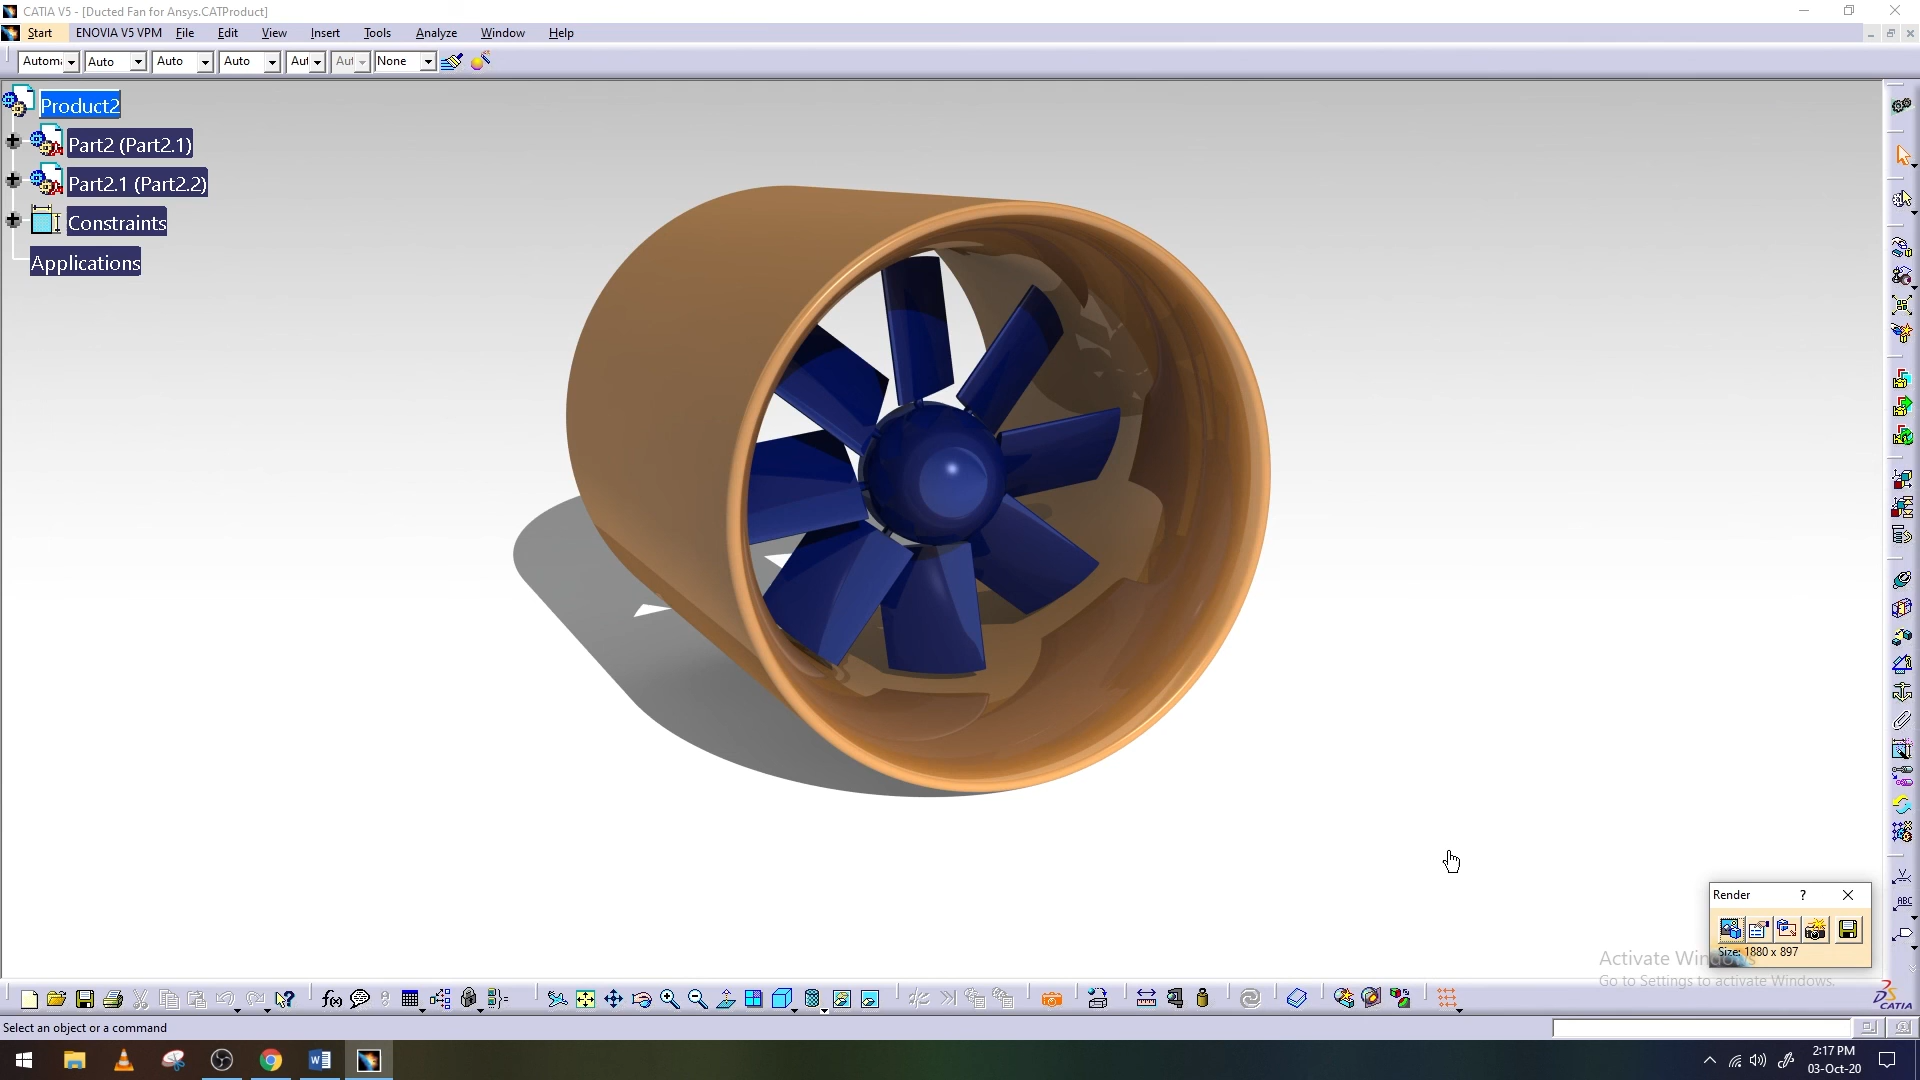 CATIA V5 - [Ducted Fan for Ansys.CATProduct]
Start ENOVIA V5 VPM File Edit View Insert Tools Analyze Window Help
Auto Auto Auto None
Product2
Part2 (Part2.1)
Part2.1 (Part2.2)
Constraints
Applications
Render ?
Size: 1880 x 897
Activate Windows
Go to Settings to activate Windows.
ABC
f(x)
CATIA
Select an object or a command
2:17 PM
03-Oct-20